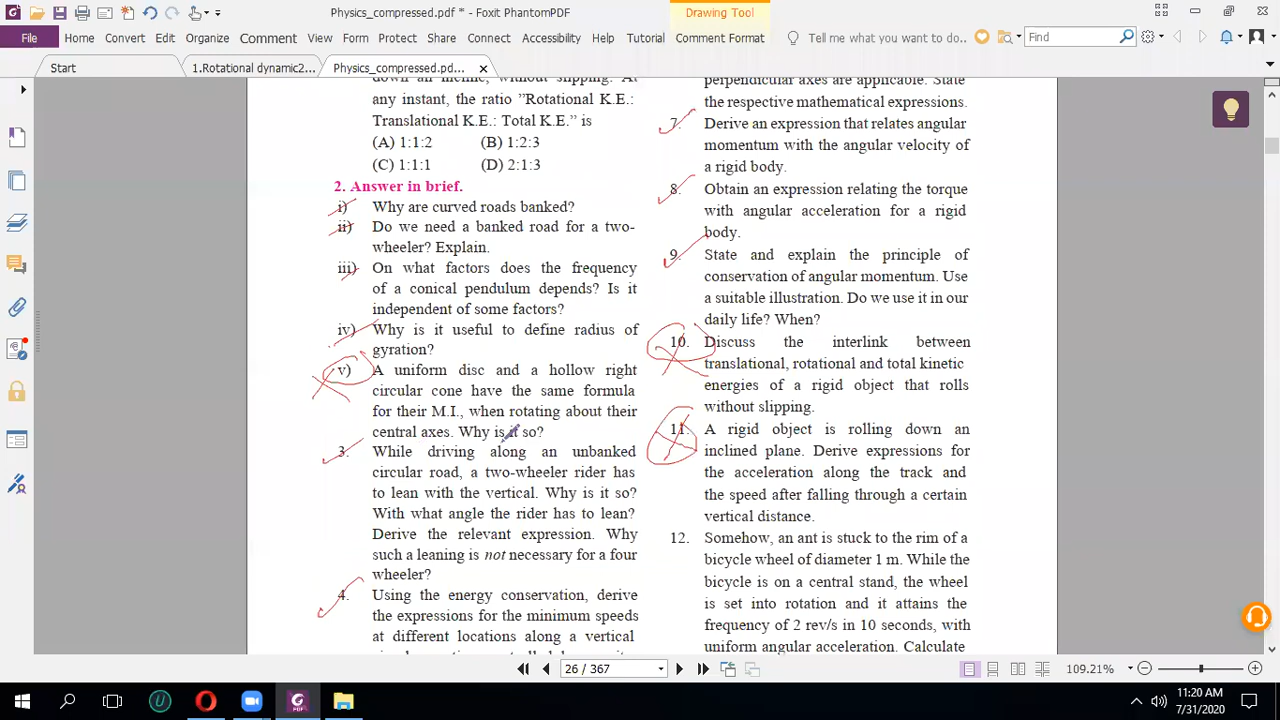 Physics_compressed.pdf * - Foxit PhantomPDF
Drawing Tool
File Home Convert Edit Organize Comment View Form Protect Share Connect Accessibility Help Tutorial Comment Format Tell me what you want to do... Find
Start 1.Rotational dynamic2... Physics_compressed.pd...
down an incline, without slipping. At
any instant, the ratio ”Rotational K.E.:
Translational K.E.: Total K.E.” is
(A) 1:1:2 (B) 1:2:3
(C) 1:1:1 (D) 2:1:3
2. Answer in brief.
i) Why are curved roads banked?
ii) Do we need a banked road for a two-
wheeler? Explain.
iii) On what factors does the frequency
of a conical pendulum depends? Is it
independent of some factors?
iv) Why is it useful to define radius of
gyration?
v) A uniform disc and a hollow right
circular cone have the same formula
for their M.I., when rotating about their
central axes. Why is it so?
3. While driving along an unbanked
circular road, a two-wheeler rider has
to lean with the vertical. Why is it so?
With what angle the rider has to lean?
Derive the relevant expression. Why
such a leaning is not necessary for a four
wheeler?
4. Using the energy conservation, derive
the expressions for the minimum speeds
at different locations along a vertical
perpendicular axes are applicable. State
the respective mathematical expressions.
7. Derive an expression that relates angular
momentum with the angular velocity of
a rigid body.
8. Obtain an expression relating the torque
with angular acceleration for a rigid
body.
9. State and explain the principle of
conservation of angular momentum. Use
a suitable illustration. Do we use it in our
daily life? When?
10. Discuss the interlink between
translational, rotational and total kinetic
energies of a rigid object that rolls
without slipping.
11. A rigid object is rolling down an
inclined plane. Derive expressions for
the acceleration along the track and
the speed after falling through a certain
vertical distance.
12. Somehow, an ant is stuck to the rim of a
bicycle wheel of diameter 1 m. While the
bicycle is on a central stand, the wheel
is set into rotation and it attains the
frequency of 2 rev/s in 10 seconds, with
uniform angular acceleration. Calculate
26 / 367
109.21%
11:20 AM
7/31/2020